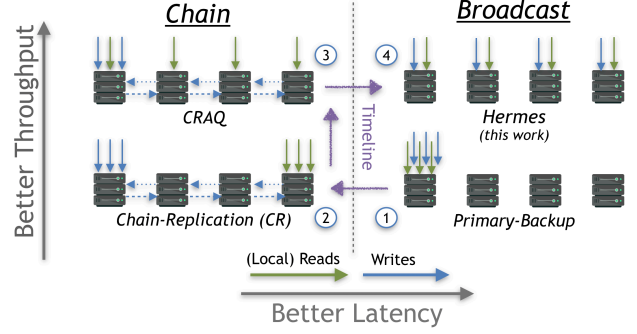 Chain
Broadcast
Better Throughput
3
4
CRAQ
Hermes
(this work)
Timeline
Chain-Replication (CR)
2
1
Primary-Backup
(Local) Reads
Writes
Better Latency